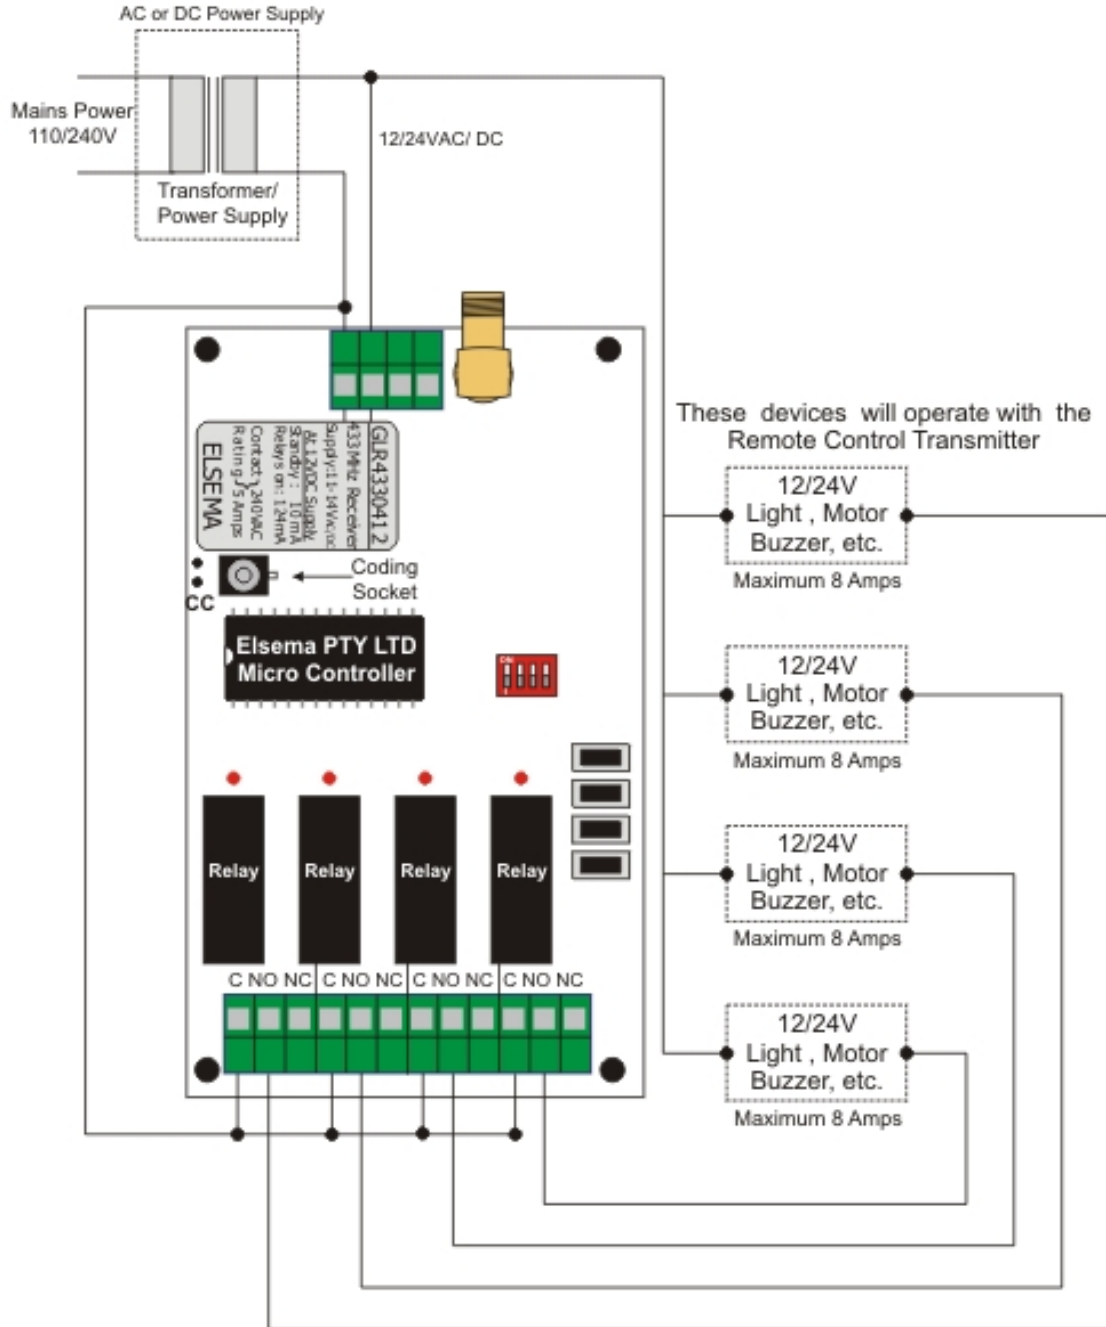 AC or DC Power Supply
Mains Power
110/240V
12/24VAC/ DC
Transformer/
Power Supply
GLR4330412
433MHz Receiver
Supply:11-14VAC/DC
At 12VDC Supply
Standby : 10mA
Relays on: 124mA
Contact } 240VAC
Rating } 5 Amps
ELSEMA
These devices will operate with the
Remote Control Transmitter
12/24V
Light , Motor
Buzzer, etc.
Maximum 8 Amps
Coding
Socket
CC
Elsema PTY LTD
Micro Controller
ON
1
12/24V
Light , Motor
Buzzer, etc.
Maximum 8 Amps
12/24V
Light , Motor
Buzzer, etc.
Maximum 8 Amps
Relay Relay Relay Relay
C NO NC C NO NC C NO NC C NO NC
12/24V
Light , Motor
Buzzer, etc.
Maximum 8 Amps